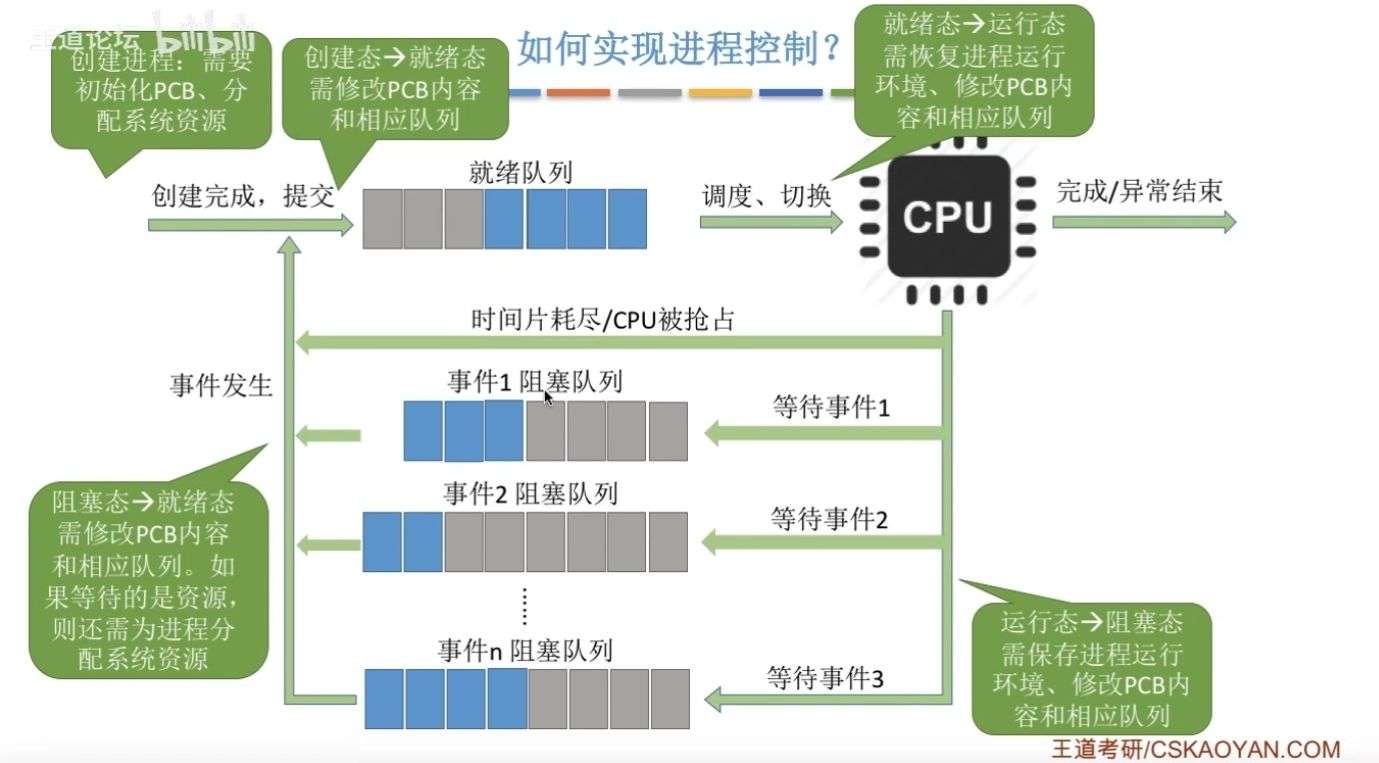 王道论坛 bilibili
如何实现进程控制？
创建进程：需要
初始化PCB、分
配系统资源
创建态→就绪态
需修改PCB内容
和相应队列
就绪态→运行态
需恢复进程运行
环境、修改PCB内
容和相应队列
创建完成，提交
就绪队列
调度、切换
CPU
完成/异常结束
时间片耗尽/CPU被抢占
事件发生
事件1 阻塞队列
等待事件1
事件2 阻塞队列
等待事件2
阻塞态→就绪态
需修改PCB内容
和相应队列。如
果等待的是资源，
则还需为进程分
配系统资源
……
事件n 阻塞队列
等待事件3
运行态→阻塞态
需保存进程运行
环境、修改PCB内
容和相应队列
王道考研/CSKAOYAN.COM